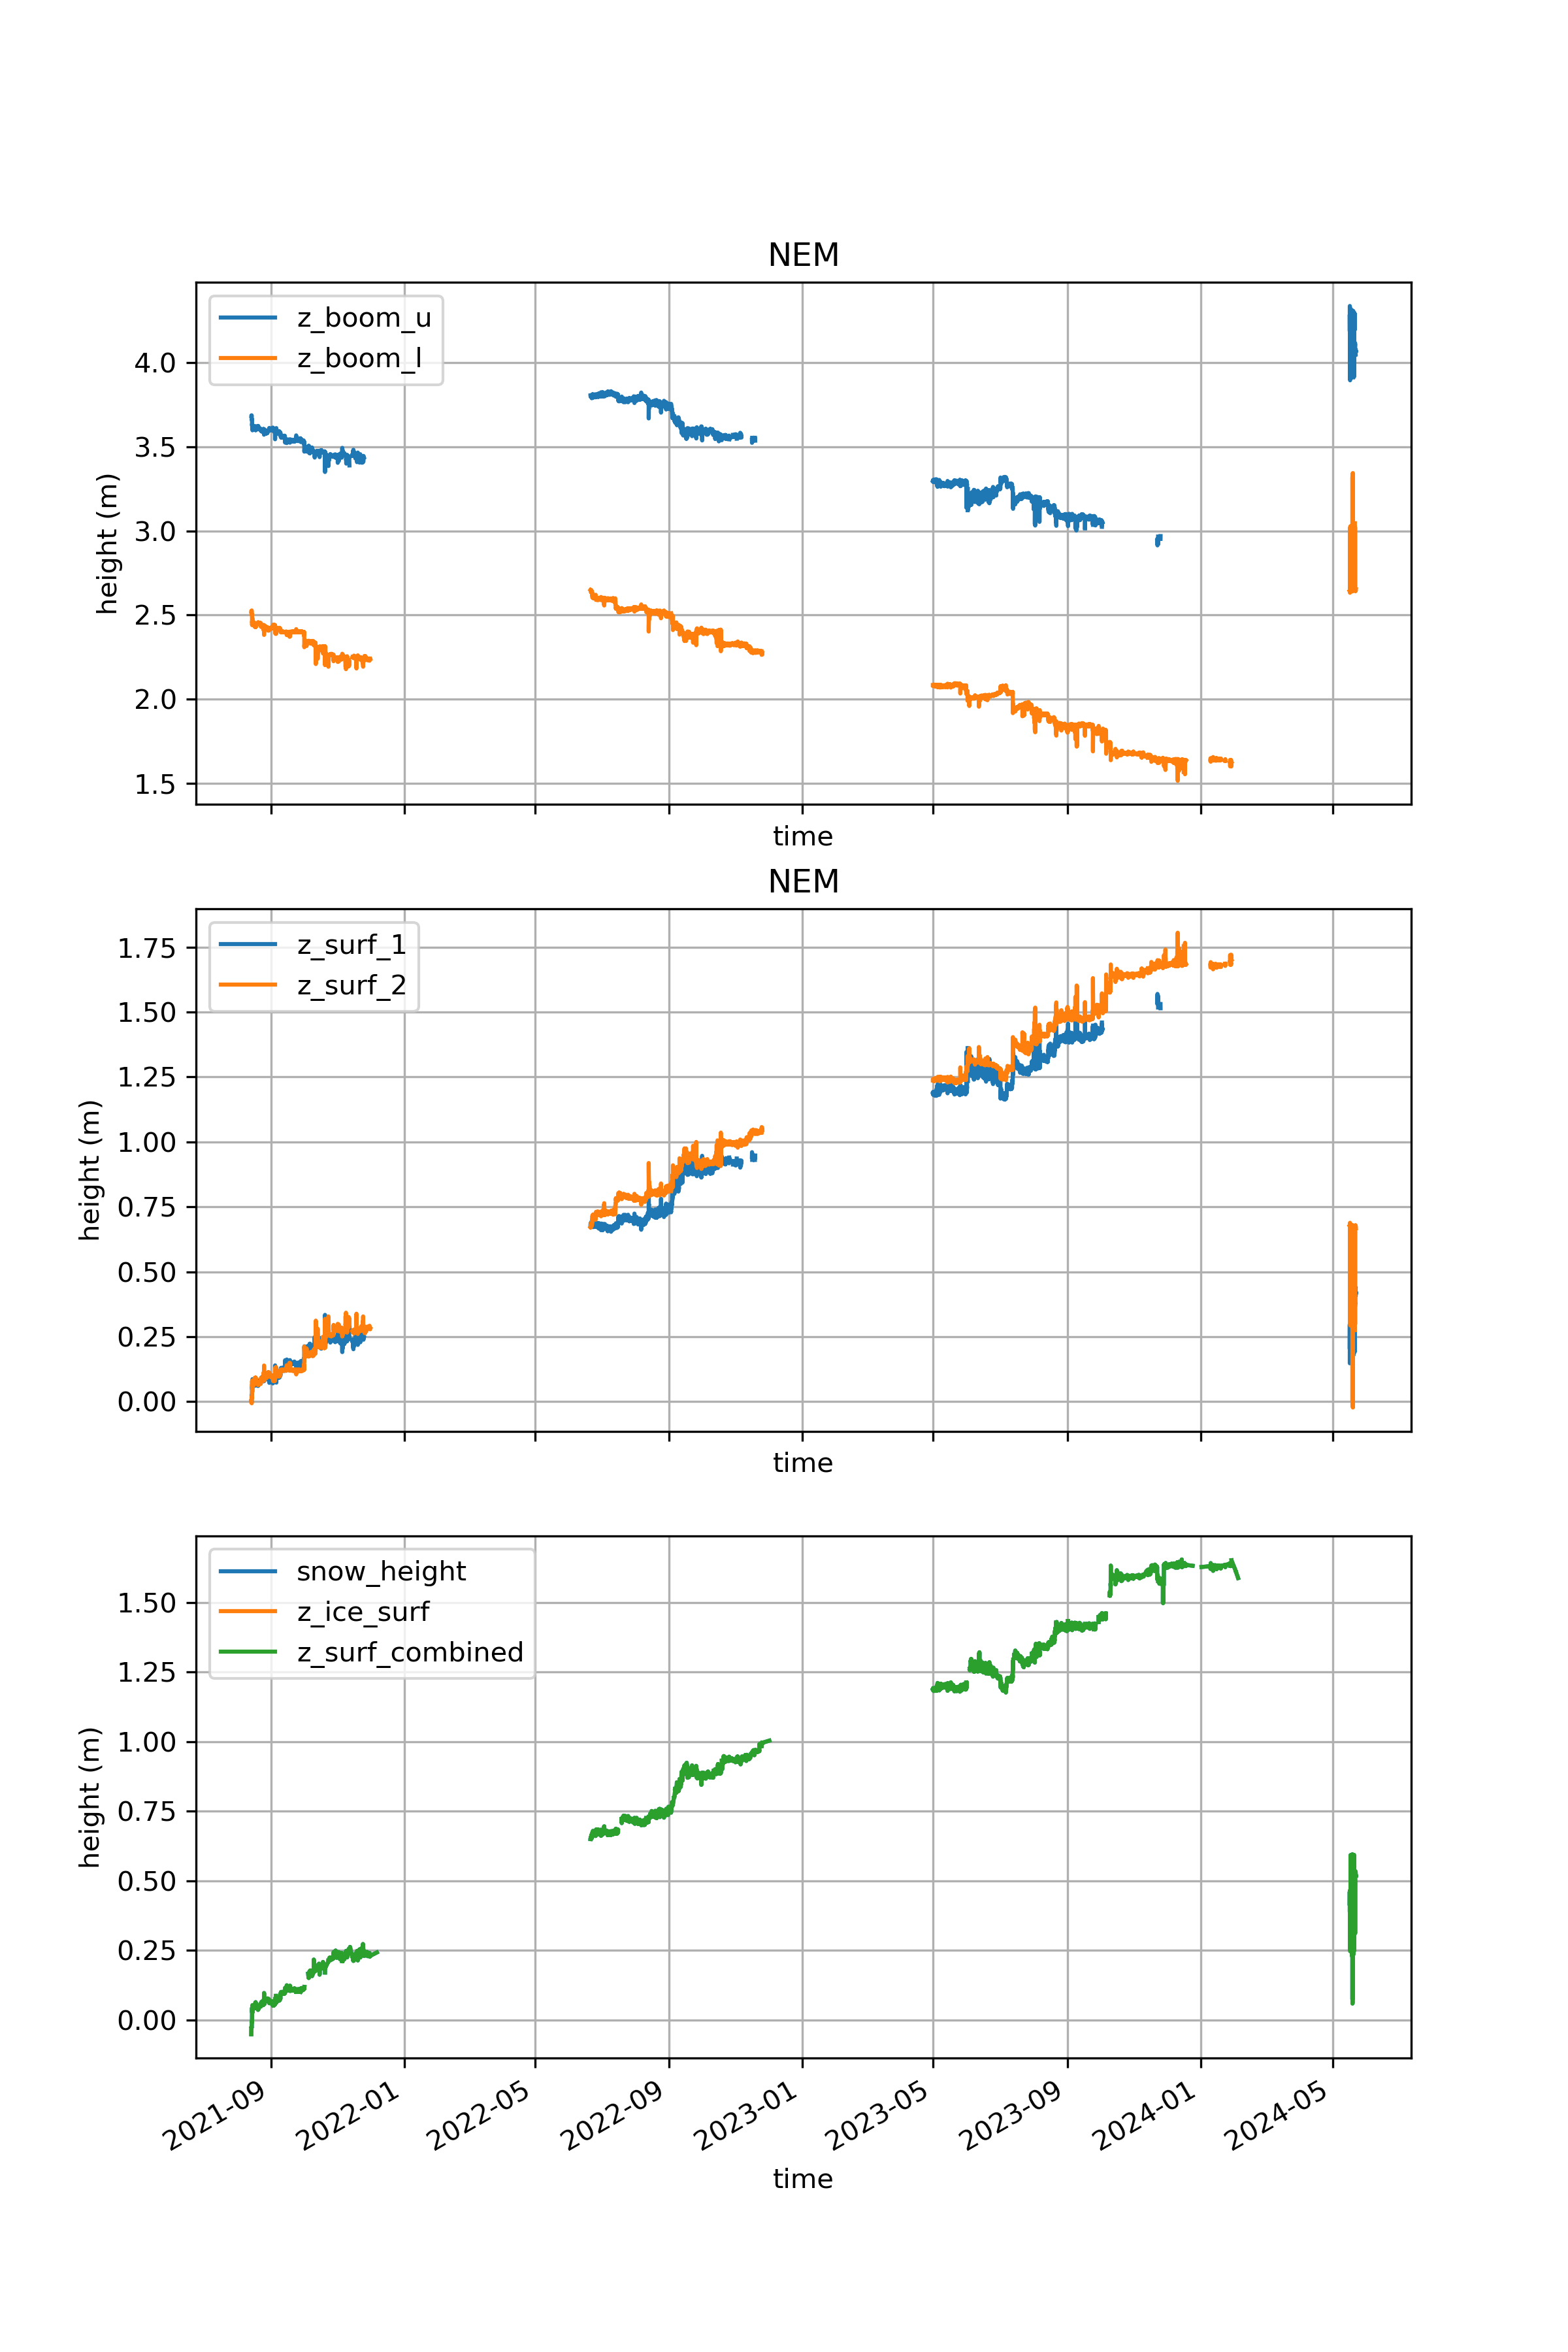 NEM
z_boom_u
z_boom_l
4.0
3.5
3.0
2.5
2.0
1.5
height (m)
time
NEM
z_surf_1
z_surf_2
1.75
1.50
1.25
1.00
0.75
0.50
0.25
0.00
height (m)
time
snow_height
z_ice_surf
z_surf_combined
1.50
1.25
1.00
0.75
0.50
0.25
0.00
height (m)
2021-09
2022-01
2022-05
2022-09
2023-01
2023-05
2023-09
2024-01
2024-05
time